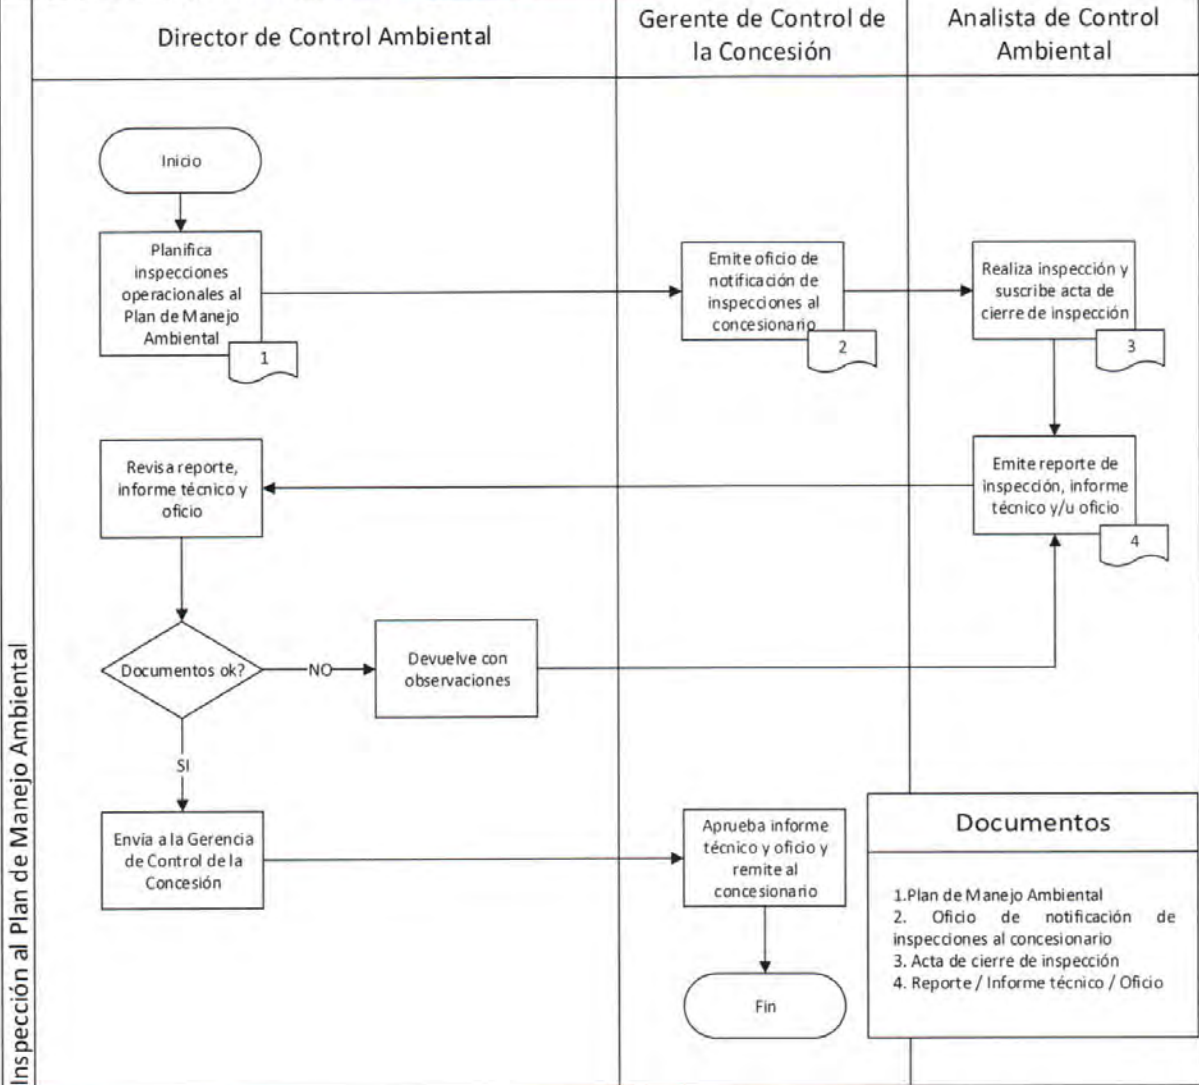 Director de Control Ambiental
Gerente de Control de
la Concesión
Analista de Control
Ambiental
Inspección al Plan de Manejo Ambiental
Inicio
Planifica
inspecciones
operacionales al
Plan de Manejo
Ambiental
1
Emite oficio de
notificación de
inspecciones al
concesionario
2
Realiza inspección y
suscribe acta de
cierre de inspección
3
Emite reporte de
inspección, informe
técnico y/u oficio
4
Revisa reporte,
informe técnico y
oficio
Documentos ok?
NO
Devuelve con
observaciones
SI
Envía a la Gerencia
de Control de la
Concesión
Aprueba informe
técnico y oficio y
remite al
concesionario
Fin
Documentos
1.Plan de Manejo Ambiental
2. Oficio de notificación de
inspecciones al concesionario
3. Acta de cierre de inspección
4. Reporte / Informe técnico / Oficio